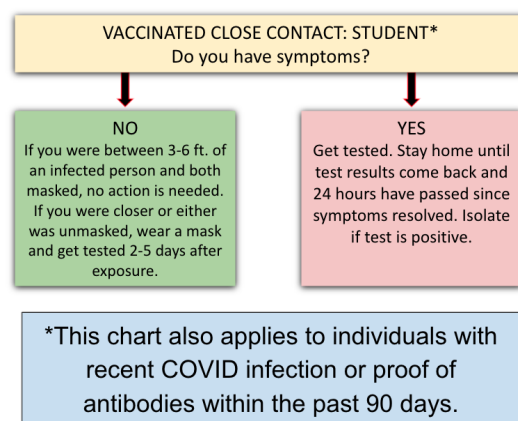 VACCINATED CLOSE CONTACT: STUDENT*
Do you have symptoms?
NO
If you were between 3-6 ft. of
an infected person and both
masked, no action is needed.
If you were closer or either
was unmasked, wear a mask
and get tested 2-5 days after
exposure.
YES
Get tested. Stay home until
test results come back and
24 hours have passed since
symptoms resolved. Isolate
if test is positive.
*This chart also applies to individuals with
recent COVID infection or proof of
antibodies within the past 90 days.